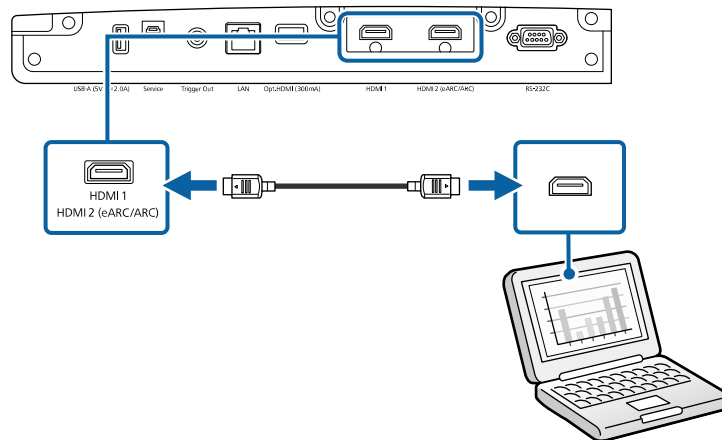 USB-A (5V 2.0A) Service Trigger Out LAN Opt.HDMI (300mA) HDMI 1 HDMI 2 (eARC/ARC) RS-232C
HDMI 1
HDMI 2 (eARC/ARC)